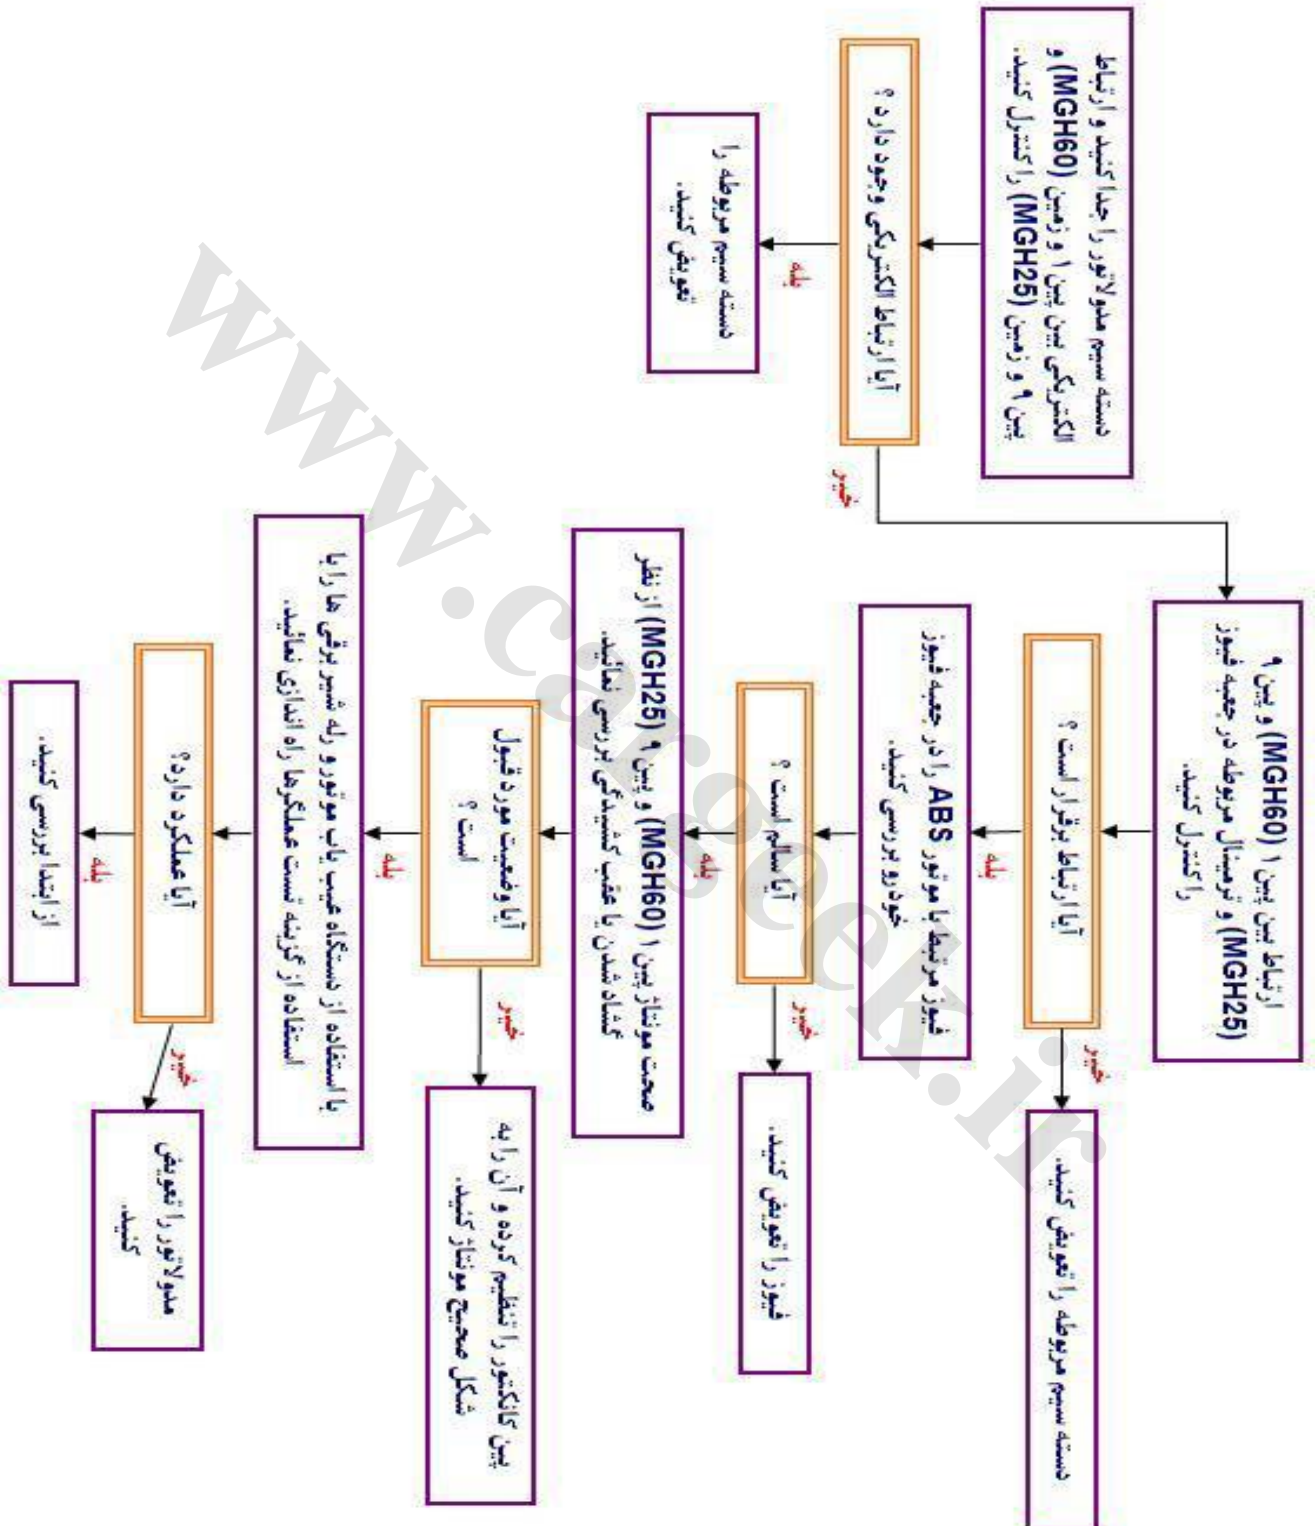 دسته سیم مدولاتور را جدا کنید و ارتباط
الکتریکی بین پین ۱ و زمین (MGH60) و
پین ۹ و زمین (MGH25) را کنترل کنید.
آیا ارتباط الکتریکی وجود دارد ؟
بله
دسته سیم مربوطه را
تعویض کنید.
خیر
ارتباط بین پین ۱ (MGH60) و پین ۹
(MGH25) و ترمینال مربوطه در جعبه فیوز
را کنترل کنید.
آیا ارتباط برقرار است ؟
خیر
دسته سیم مربوطه را تعویض کنید.
بله
فیوز مرتبط با موتور ABS را در جعبه فیوز
خودرو بررسی کنید.
آیا سالم است ؟
خیر
فیوز را تعویض کنید.
بله
صحت مونتاژ پین ۱ (MGH60) و پین ۹ (MGH25) از نظر
گشاد شدن یا عقب کشیدگی بررسی نمائید.
آیا وضعیت مورد قبول
است ؟
خیر
پین کانکتور را تنظیم کرده و آن را به
شکل صحیح مونتاژ کنید.
بله
با استفاده از دستگاه عیب یاب موتور و رله شیر برقی ها را با
استفاده از گزینه تست عملگرها راه اندازی نمائید.
آیا عملکرد دارد؟
خیر
مدولاتور را تعویض
کنید.
بله
از ابتدا بررسی کنید.
www.cargeek.ir